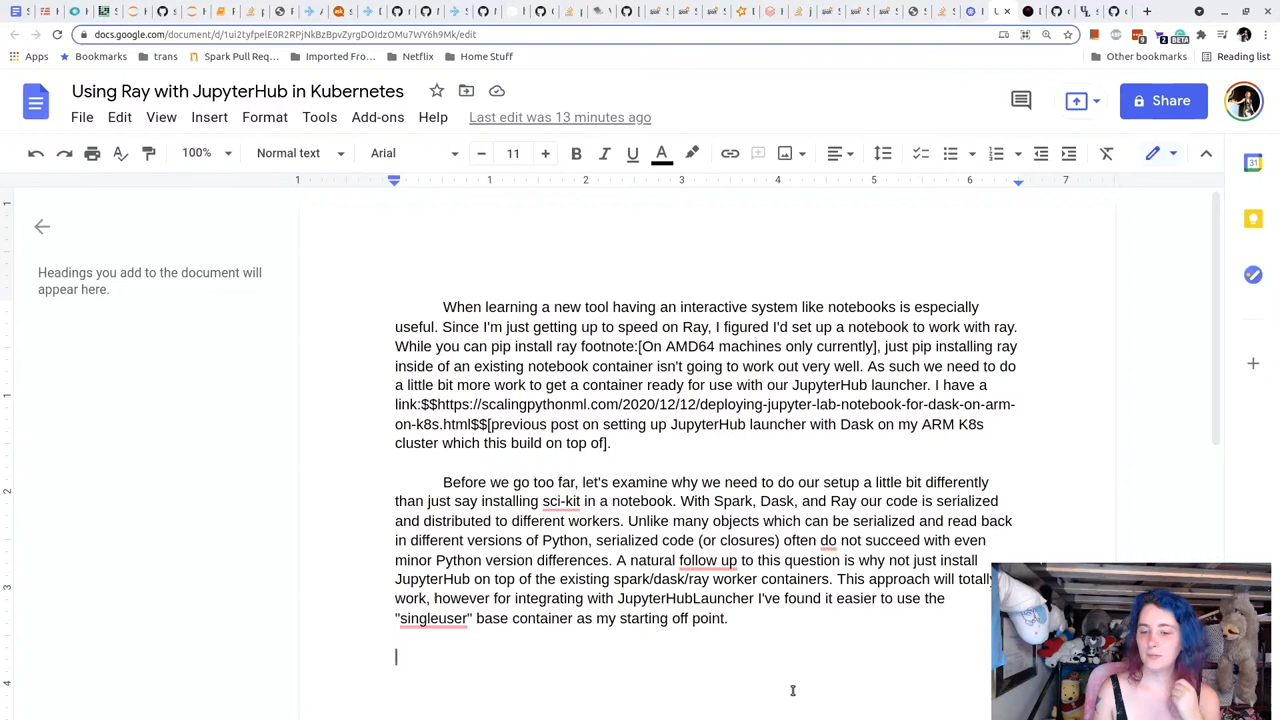 docs.google.com/document/d/1ui2tyfpelE0R2RPjNkBzBpvZyrgDOIdzOMu7WY6h9Mk/edit
Apps
Bookmarks
trans
Spark Pull Req...
Imported Fro...
Netflix
Home Stuff
Other bookmarks
Reading list
Using Ray with JupyterHub in Kubernetes
File Edit View Insert Format Tools Add-ons Help Last edit was 13 minutes ago
Share
100% Normal text Arial 11
1 1 2 3 4 5 6 7
Headings you add to the document will
appear here.
When learning a new tool having an interactive system like notebooks is especially
useful. Since I'm just getting up to speed on Ray, I figured I'd set up a notebook to work with ray.
While you can pip install ray footnote:[On AMD64 machines only currently], just pip installing ray
inside of an existing notebook container isn't going to work out very well. As such we need to do
a little bit more work to get a container ready for use with our JupyterHub launcher. I have a
link:$$https://scalingpythonml.com/2020/12/12/deploying-jupyter-lab-notebook-for-dask-on-arm-
on-k8s.html$$[previous post on setting up JupyterHub launcher with Dask on my ARM K8s
cluster which this build on top of].
Before we go too far, let's examine why we need to do our setup a little bit differently
than just say installing sci-kit in a notebook. With Spark, Dask, and Ray our code is serialized
and distributed to different workers. Unlike many objects which can be serialized and read back
in different versions of Python, serialized code (or closures) often do not succeed with even
minor Python version differences. A natural follow up to this question is why not just install
JupyterHub on top of the existing spark/dask/ray worker containers. This approach will totally
work, however for integrating with JupyterHubLauncher I've found it easier to use the
"singleuser" base container as my starting off point.